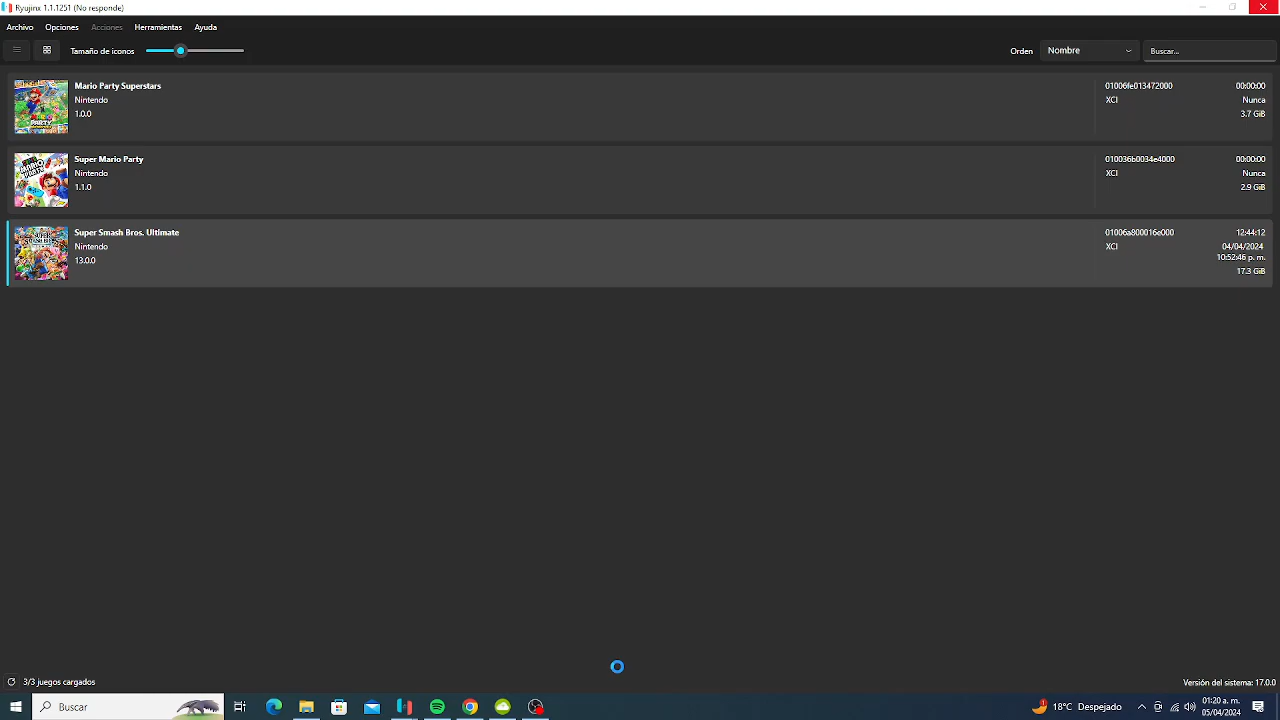 Ryujinx 1.1.1251 (No responde)
Archivo Opciones Acciones Herramientas Ayuda
Tamaño de iconos Orden Nombre Buscar...
Mario Party Superstars 01006fe013472000 00:00:00
Nintendo XCI Nunca
1.0.0 3.7 GiB
Super Mario Party 010036b0034e4000 00:00:00
Nintendo XCI Nunca
1.1.0 2.9 GiB
Super Smash Bros. Ultimate 01006a800016e000 12:44:12
Nintendo XCI 04/04/2024
13.0.0 10:52:46 p. m.
17.3 GiB
3/3 juegos cargados Versión del sistema: 17.0.0
Buscar 18°C Despejado 01:20 a. m.
05/04/2024